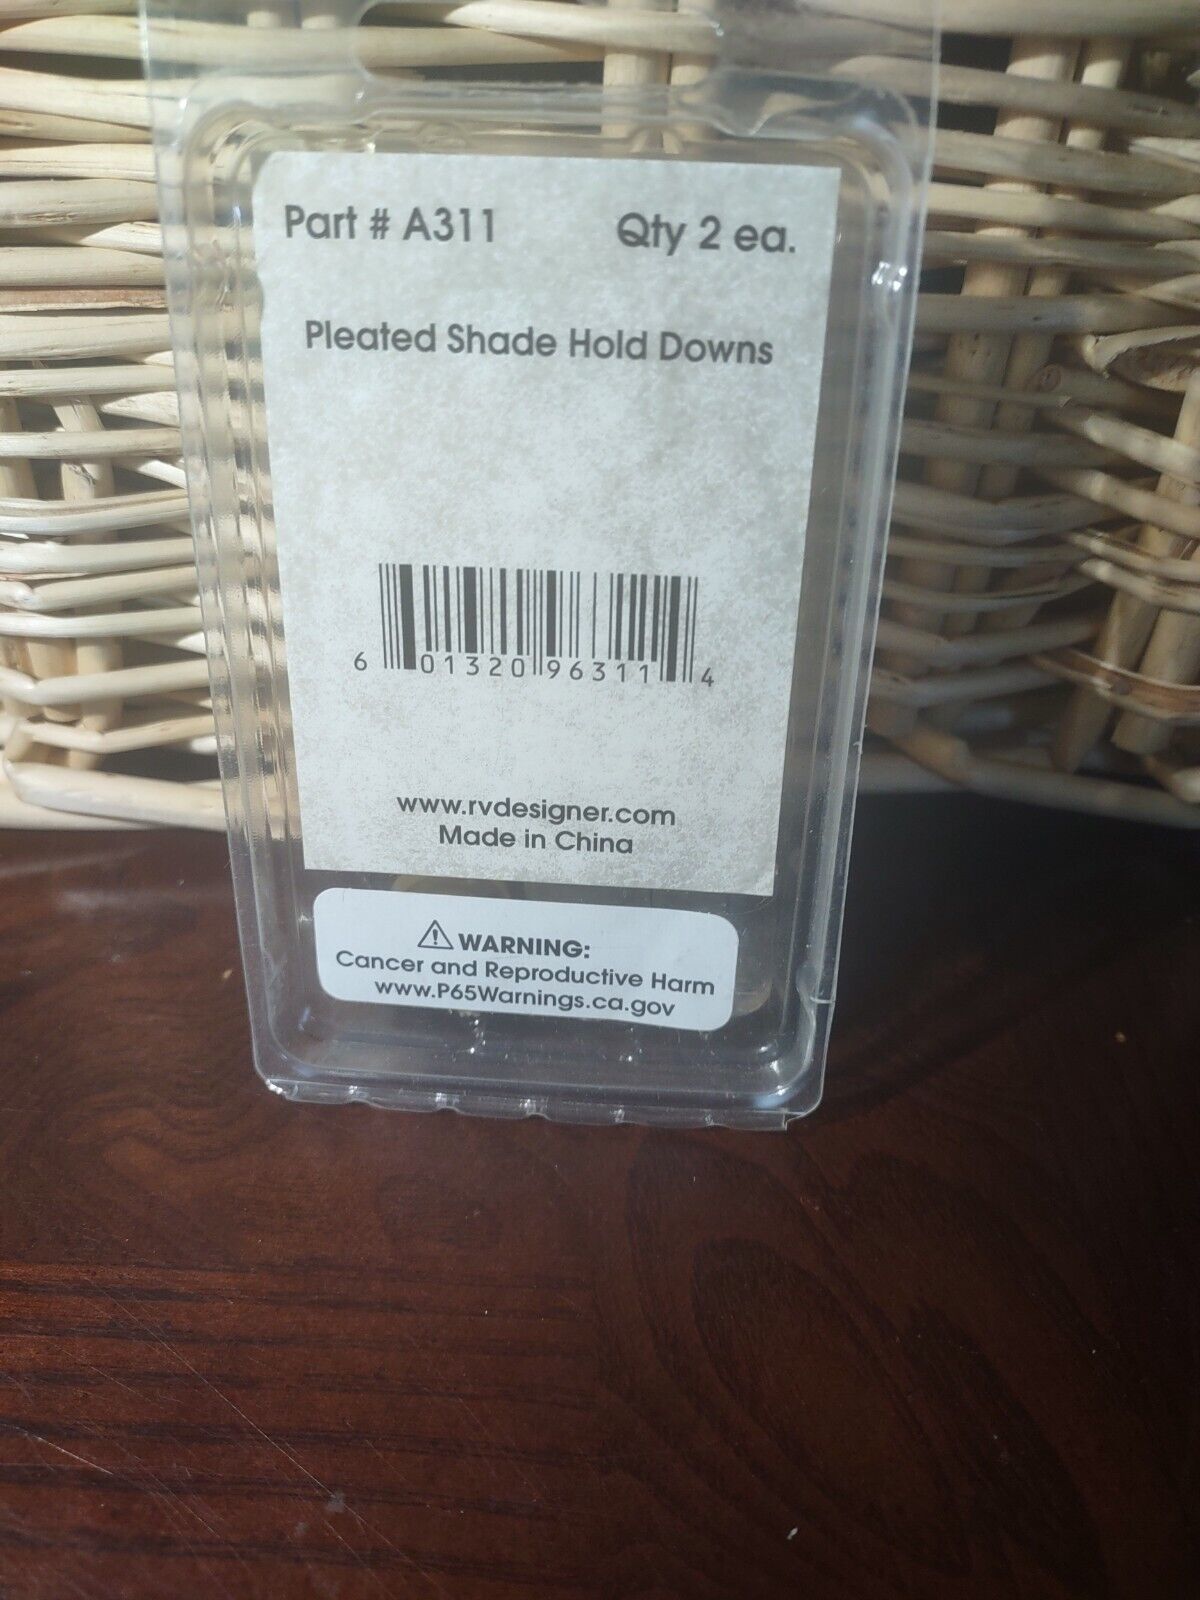 Part # A311 Qty 2 ea.
Pleated Shade Hold Downs
6 01320 96311 4
www.rvdesigner.com
Made in China
⚠ WARNING:
Cancer and Reproductive Harm
www.P65Warnings.ca.gov